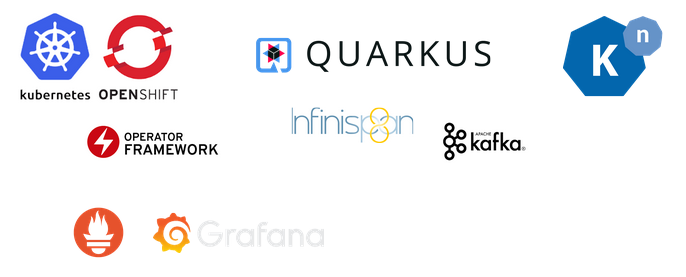 kubernetes
OPENSHIFT
QUARKUS
K
n
OPERATOR
FRAMEWORK
Infinispan
APACHE
kafka®
Grafana